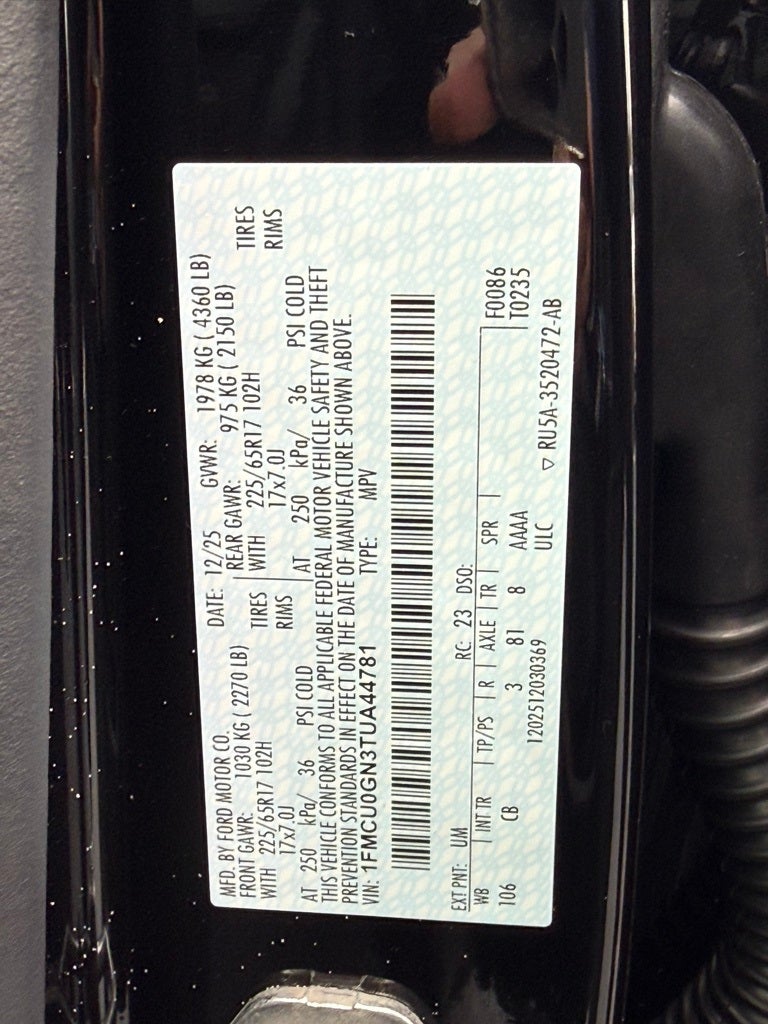 MFD. BY FORD MOTOR CO.
DATE: 12/25 GVWR: 1978 KG ( 4360 LB)
FRONT GAWR: 1030 KG ( 2270 LB)
REAR GAWR: 975 KG ( 2150 LB)
WITH 225/65R17 102H TIRES
WITH 225/65R17 102H TIRES
17x7.0J RIMS
17x7.0J RIMS
AT 250 kPa/ 36 PSI COLD
AT 250 kPa/ 36 PSI COLD
THIS VEHICLE CONFORMS TO ALL APPLICABLE FEDERAL MOTOR VEHICLE SAFETY AND THEFT
PREVENTION STANDARDS IN EFFECT ON THE DATE OF MANUFACTURE SHOWN ABOVE.
VIN: 1FMCU0GN3TUA44781 TYPE: MPV
EXT PNT: UM RC: 23 DSO:
WB INT TR TP/PS R AXLE TR SPR F0086
106 CB 3 81 8 AAAA T0235
1202512030369 ULC ▽ RU5A-3520472-AB